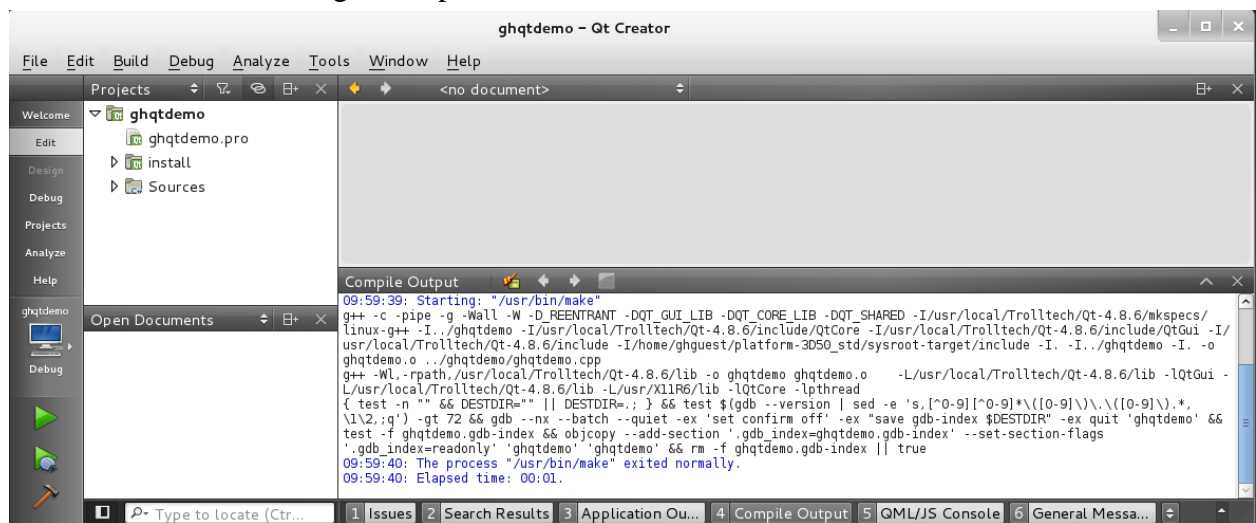 ghqtdemo - Qt Creator
File Edit Build Debug Analyze Tools Window Help
Projects <no document>
Welcome
Edit
Design
Debug
Projects
Analyze
Help
ghqtdemo
Debug
ghqtdemo
ghqtdemo.pro
install
Sources
Open Documents
Compile Output
09:59:39: Starting: "/usr/bin/make"
g++ -c -pipe -g -Wall -W -D_REENTRANT -DQT_GUI_LIB -DQT_CORE_LIB -DQT_SHARED -I/usr/local/Trolltech/Qt-4.8.6/mkspecs/
linux-g++ -I../ghqtdemo -I/usr/local/Trolltech/Qt-4.8.6/include/QtCore -I/usr/local/Trolltech/Qt-4.8.6/include/QtGui -I/
usr/local/Trolltech/Qt-4.8.6/include -I/home/ghguest/platform-3D50_std/sysroot-target/include -I. -I../ghqtdemo -I. -o
ghqtdemo.o ../ghqtdemo/ghqtdemo.cpp
g++ -Wl,-rpath,/usr/local/Trolltech/Qt-4.8.6/lib -o ghqtdemo ghqtdemo.o -L/usr/local/Trolltech/Qt-4.8.6/lib -lQtGui -
L/usr/local/Trolltech/Qt-4.8.6/lib -L/usr/X11R6/lib -lQtCore -lpthread
{ test -n "" && DESTDIR="" || DESTDIR=.; } && test $(gdb --version | sed -e 's,[^0-9][^0-9]*\([0-9]\)\.\([0-9]\).*,
\1\2,;q') -gt 72 && gdb --nx --batch --quiet -ex 'set confirm off' -ex "save gdb-index $DESTDIR" -ex quit 'ghqtdemo' &&
test -f ghqtdemo.gdb-index && objcopy --add-section '.gdb_index=ghqtdemo.gdb-index' --set-section-flags
'.gdb_index=readonly' 'ghqtdemo' 'ghqtdemo' && rm -f ghqtdemo.gdb-index || true
09:59:40: The process "/usr/bin/make" exited normally.
09:59:40: Elapsed time: 00:01.
Type to locate (Ctr... 1 Issues 2 Search Results 3 Application Ou... 4 Compile Output 5 QML/JS Console 6 General Messa...